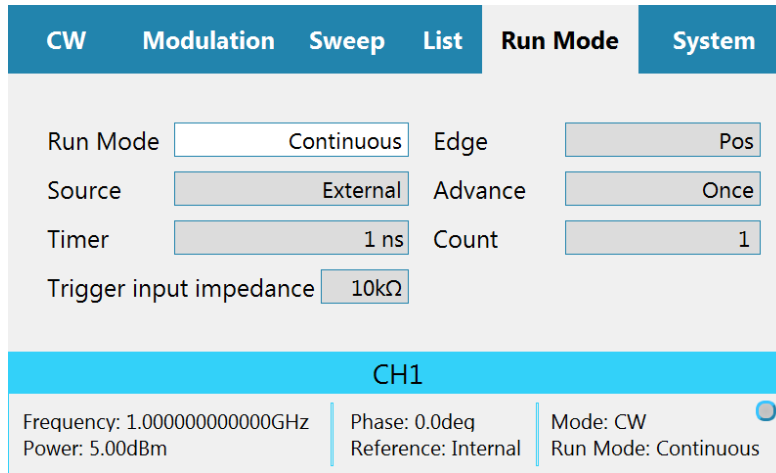 CW Modulation Sweep List Run Mode System
Run Mode Continuous Edge Pos
Source External Advance Once
Timer 1 ns Count 1
Trigger input impedance 10kΩ
CH1
Frequency: 1.000000000000GHz Phase: 0.0deg Mode: CW
Power: 5.00dBm Reference: Internal Run Mode: Continuous